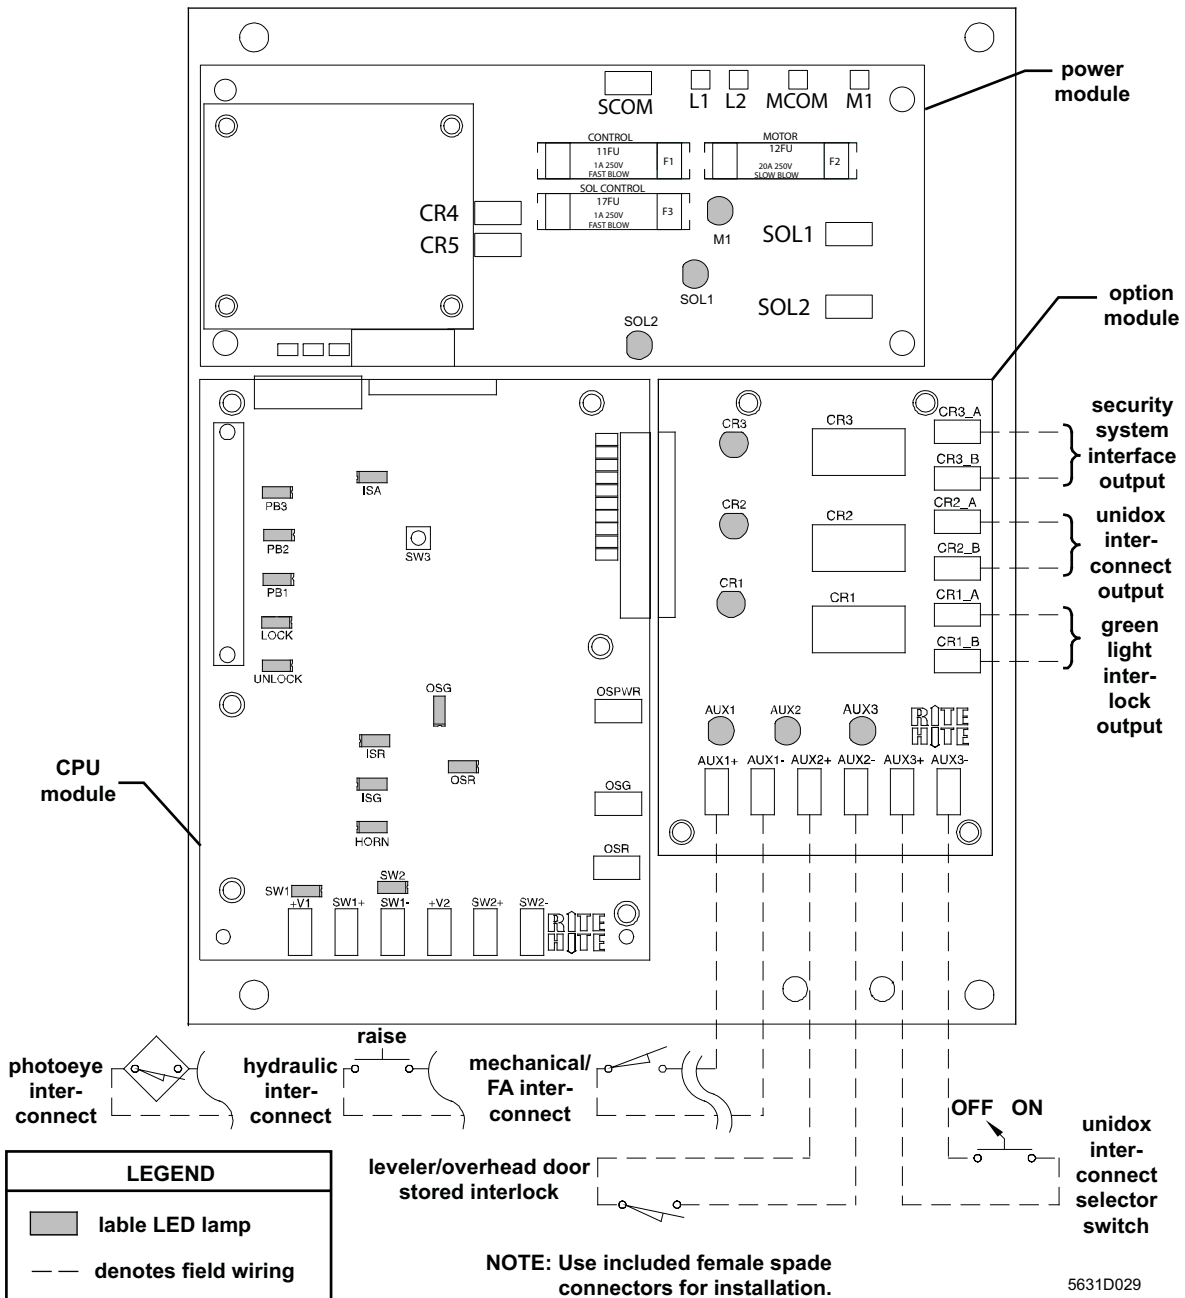 power
module
SCOM
L1
L2
MCOM
M1
CONTROL
11FU
1A 250V
FAST BLOW
F1
MOTOR
12FU
20A 250V
SLOW BLOW
F2
SOL CONTROL
17FU
1A 250V
FAST BLOW
F3
CR4
CR5
M1
SOL1
SOL1
SOL2
SOL2
option
module
CR3
CR3
CR3_A
CR3_B
security
system
interface
output
CR2
CR2
CR2_A
CR2_B
unidox
inter-
connect
output
CR1
CR1
CR1_A
CR1_B
green
light
inter-
lock
output
AUX1
AUX2
AUX3
RITE
HITE
AUX1+
AUX1-
AUX2+
AUX2-
AUX3+
AUX3-
ISA
PB3
PB2
SW3
PB1
LOCK
UNLOCK
OSG
OSPWR
ISR
OSR
ISG
OSG
HORN
OSR
CPU
module
SW1
SW2
+V1
SW1+
SW1-
+V2
SW2+
SW2-
RITE
HITE
photoeye
inter-
connect
raise
hydraulic
inter-
connect
mechanical/
FA inter-
connect
leveler/overhead door
stored interlock
OFF ON
unidox
inter-
connect
selector
switch
LEGEND
lable LED lamp
denotes field wiring
NOTE: Use included female spade
connectors for installation.
5631D029